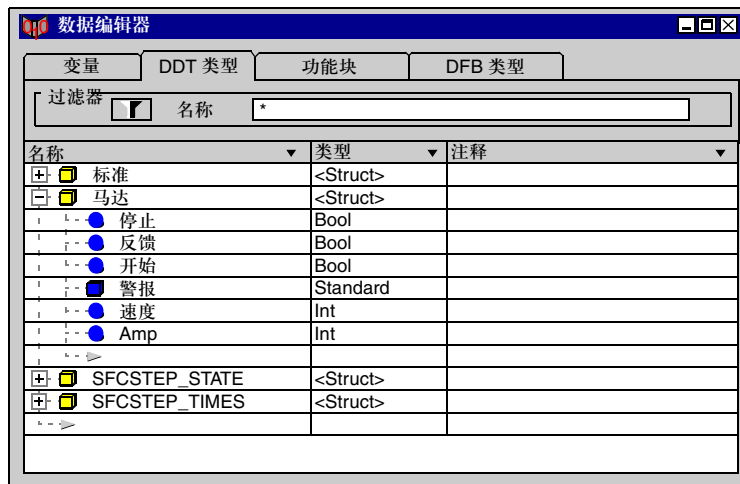 数据编辑器
变量 DDT 类型 功能块 DFB 类型
过滤器 名称 *
名称 类型 注释
标准 <Struct>
马达 <Struct>
停止 Bool
反馈 Bool
开始 Bool
警报 Standard
速度 Int
Amp Int
SFCSTEP_STATE <Struct>
SFCSTEP_TIMES <Struct>